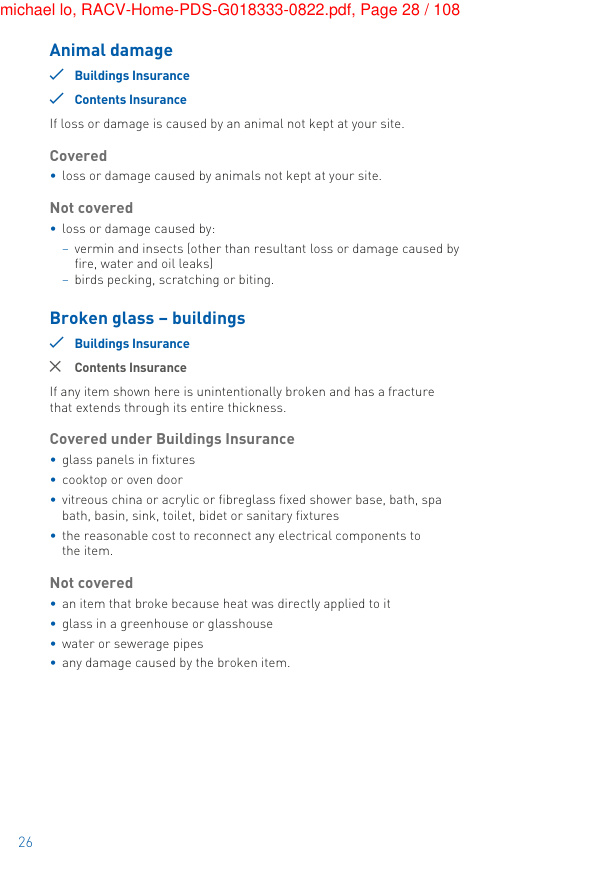 michael lo, RACV-Home-PDS-G018333-0822.pdf, Page 28 / 108
Animal damage
Buildings Insurance
Contents Insurance
If loss or damage is caused by an animal not kept at your site.
Covered
• loss or damage caused by animals not kept at your site.
Not covered
• loss or damage caused by:
– vermin and insects (other than resultant loss or damage caused by
fire, water and oil leaks)
– birds pecking, scratching or biting.
Broken glass – buildings
Buildings Insurance
Contents Insurance
If any item shown here is unintentionally broken and has a fracture
that extends through its entire thickness.
Covered under Buildings Insurance
• glass panels in fixtures
• cooktop or oven door
• vitreous china or acrylic or fibreglass fixed shower base, bath, spa
bath, basin, sink, toilet, bidet or sanitary fixtures
• the reasonable cost to reconnect any electrical components to
the item.
Not covered
• an item that broke because heat was directly applied to it
• glass in a greenhouse or glasshouse
• water or sewerage pipes
• any damage caused by the broken item.
26